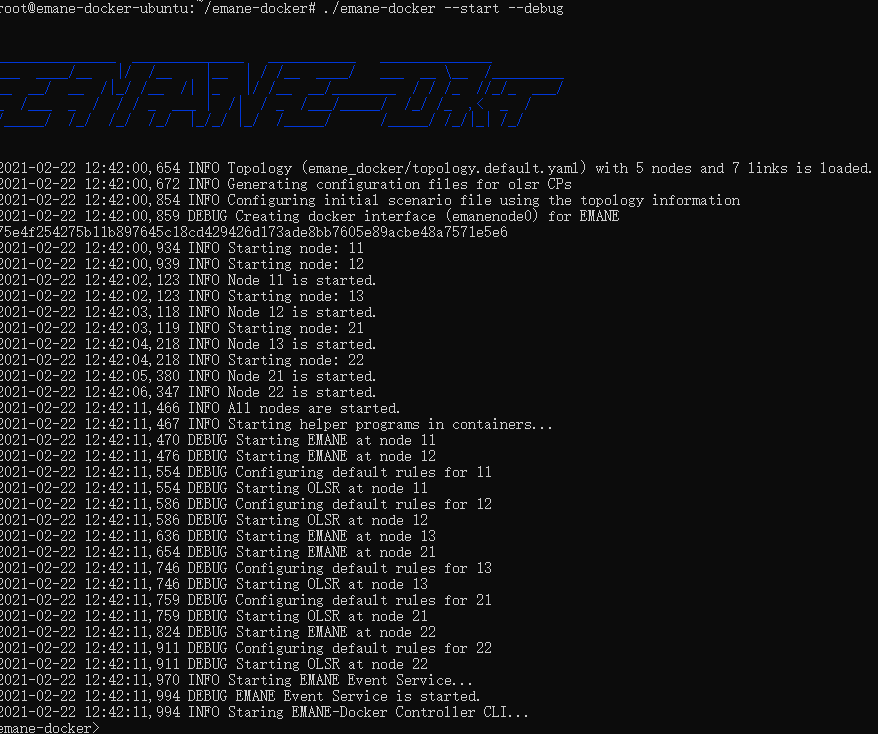 root@emane-docker-ubuntu:~/emane-docker# ./emane-docker --start --debug
EMANE-Dkr
2021-02-22 12:42:00,654 INFO Topology (emane_docker/topology.default.yaml) with 5 nodes and 7 links is loaded.
2021-02-22 12:42:00,672 INFO Generating configuration files for olsr CPs
2021-02-22 12:42:00,854 INFO Configuring initial scenario file using the topology information
2021-02-22 12:42:00,859 DEBUG Creating docker interface (emanenode0) for EMANE
75e4f254275b11b897645c18cd429426d173ade8bb7605e89acbe48a7571e5e6
2021-02-22 12:42:00,934 INFO Starting node: 11
2021-02-22 12:42:00,939 INFO Starting node: 12
2021-02-22 12:42:02,123 INFO Node 11 is started.
2021-02-22 12:42:02,123 INFO Starting node: 13
2021-02-22 12:42:03,118 INFO Node 12 is started.
2021-02-22 12:42:03,119 INFO Starting node: 21
2021-02-22 12:42:04,218 INFO Node 13 is started.
2021-02-22 12:42:04,218 INFO Starting node: 22
2021-02-22 12:42:05,380 INFO Node 21 is started.
2021-02-22 12:42:06,347 INFO Node 22 is started.
2021-02-22 12:42:11,466 INFO All nodes are started.
2021-02-22 12:42:11,467 INFO Starting helper programs in containers...
2021-02-22 12:42:11,470 DEBUG Starting EMANE at node 11
2021-02-22 12:42:11,476 DEBUG Starting EMANE at node 12
2021-02-22 12:42:11,554 DEBUG Configuring default rules for 11
2021-02-22 12:42:11,554 DEBUG Starting OLSR at node 11
2021-02-22 12:42:11,586 DEBUG Configuring default rules for 12
2021-02-22 12:42:11,586 DEBUG Starting OLSR at node 12
2021-02-22 12:42:11,636 DEBUG Starting EMANE at node 13
2021-02-22 12:42:11,654 DEBUG Starting EMANE at node 21
2021-02-22 12:42:11,746 DEBUG Configuring default rules for 13
2021-02-22 12:42:11,746 DEBUG Starting OLSR at node 13
2021-02-22 12:42:11,759 DEBUG Configuring default rules for 21
2021-02-22 12:42:11,759 DEBUG Starting OLSR at node 21
2021-02-22 12:42:11,824 DEBUG Starting EMANE at node 22
2021-02-22 12:42:11,911 DEBUG Configuring default rules for 22
2021-02-22 12:42:11,911 DEBUG Starting OLSR at node 22
2021-02-22 12:42:11,970 INFO Starting EMANE Event Service...
2021-02-22 12:42:11,994 DEBUG EMANE Event Service is started.
2021-02-22 12:42:11,994 INFO Staring EMANE-Docker Controller CLI...
emane-docker>